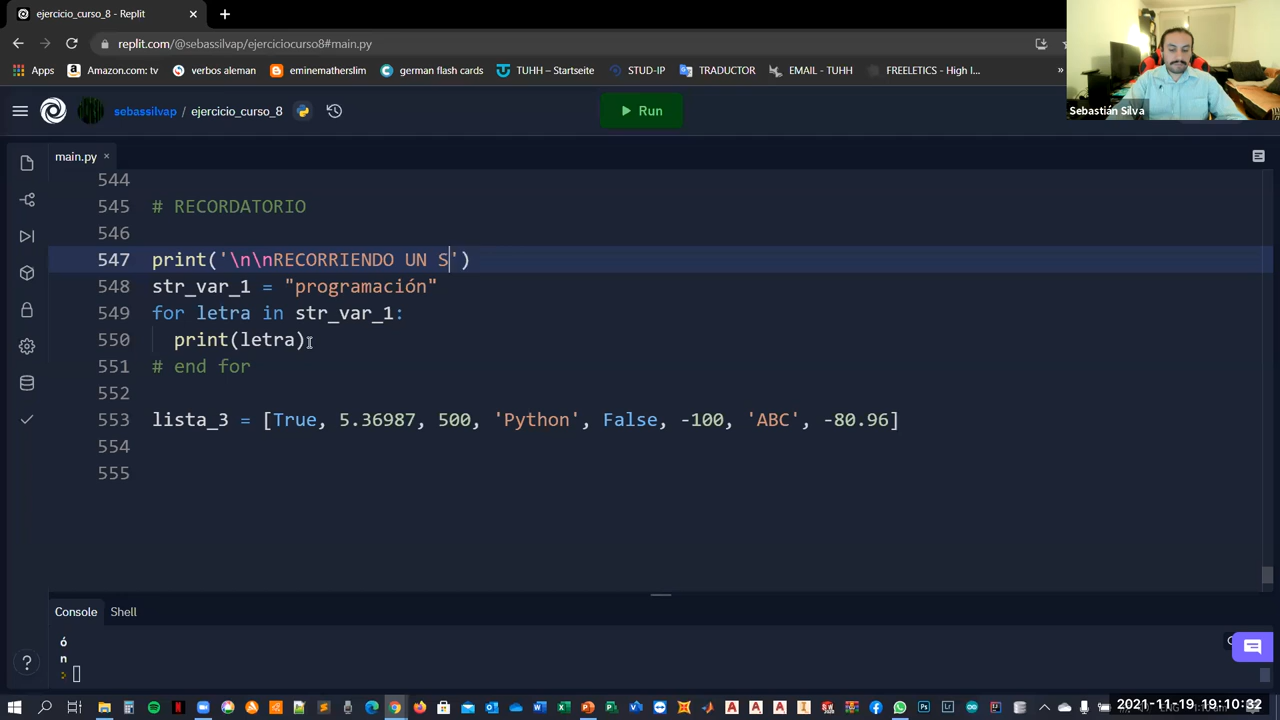 ejercicio_curso_8 - Replit
replit.com/@sebassilvap/ejerciciocurso8#main.py
Apps Amazon.com: tv verbos aleman eminemathers lim german flash TUHH – Startseite STUD-IP TRADUCTOR EMAIL - TUHH FREELETICS - High I... »
Sebastián Silva
sebassilvap / ejercicio_curso_8 Run
main.py
544
545 # RECORDATORIO
546
547 print('\n\nRECORRIENDO UN S')
548 str_var_1 = "programación"
549 for letra in str_var_1:
550 print(letra)
551 # end for
552
553 lista_3 = [True, 5.36987, 500, 'Python', False, -100, 'ABC', -80.96]
554
555
Console Shell
ó
n
2021-11-19 19:10:32